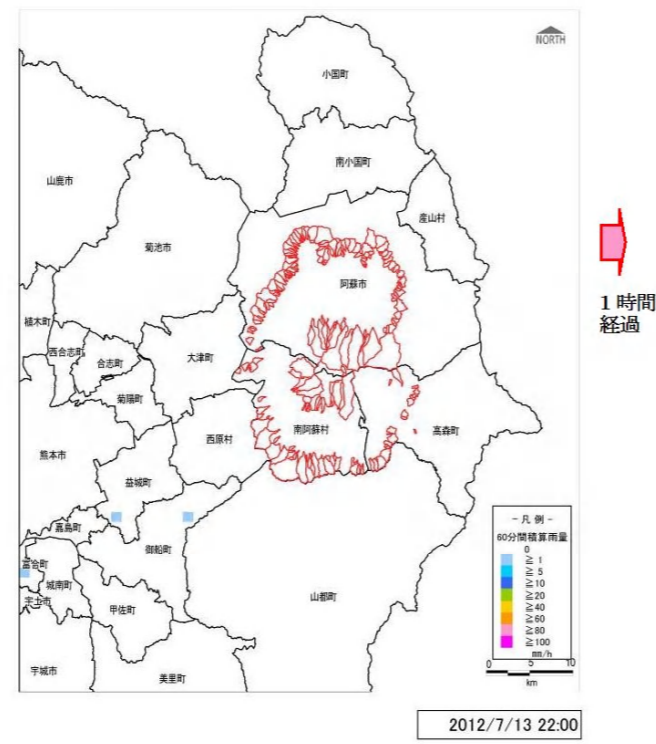 NORTH
小国町
南小国町
山鹿市
産山村
菊池市
阿蘇市
植木町
西合志町
合志町
大津町
菊陽町
熊本市
西原村
南阿蘇村
高森町
益城町
嘉島町
御船町
富合町
城南町
宇土市
甲佐町
山都町
宇城市
美里町
1 時間
経過
- 凡 例 -
60分間積算雨量
0
≧ 1
≧ 5
≧ 10
≧ 20
≧ 40
≧ 60
≧ 80
≧ 100
mm/h
0 5 10
km
2012/7/13 22:00